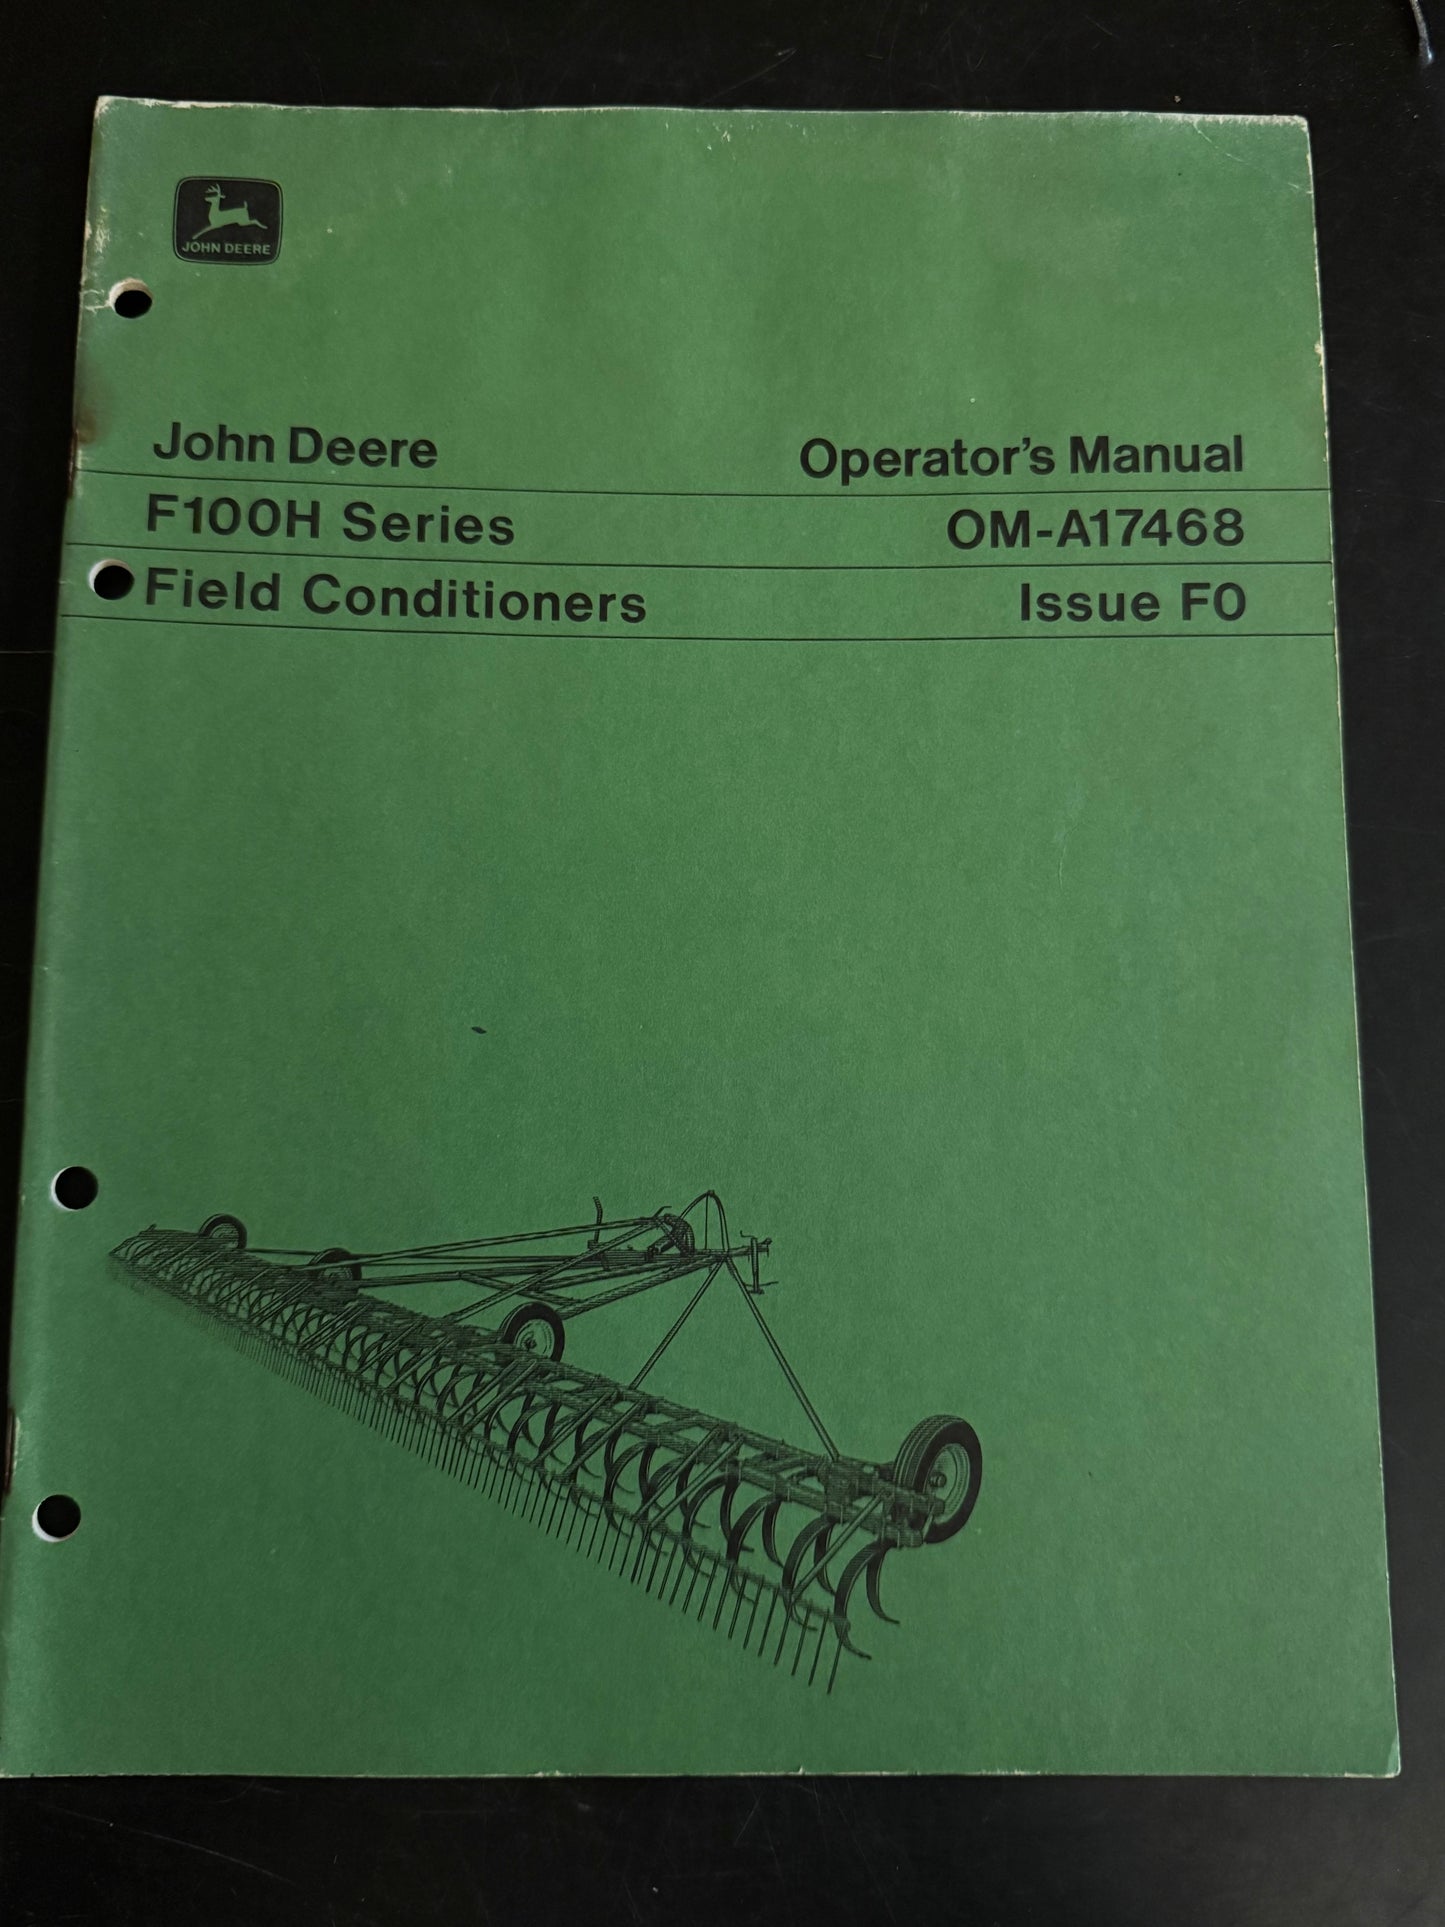 JOHN DEERE
John Deere
Operator's Manual
F100H Series
OM-A17468
Field Conditioners
Issue F0